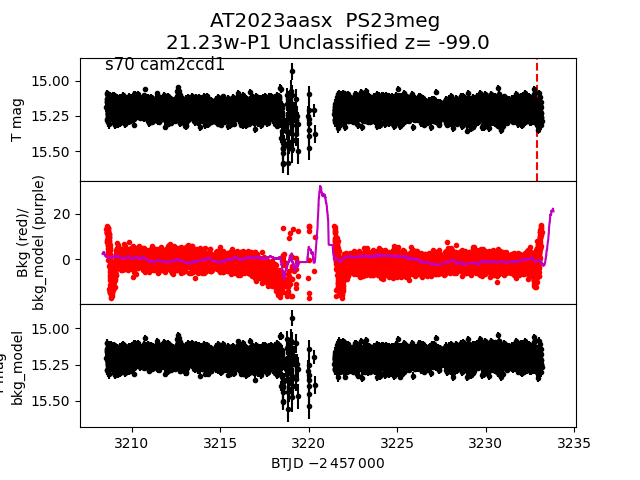 AT2023aasx PS23meg
21.23w-P1 Unclassified z= -99.0
s70 cam2ccd1
15.00
15.25
15.50
T mag
20
0
Bkg (red)/
bkg_model (purple)
15.00
15.25
15.50
mag
bkg_model
3210
3215
3220
3225
3230
3235
BTJD −2 457 000